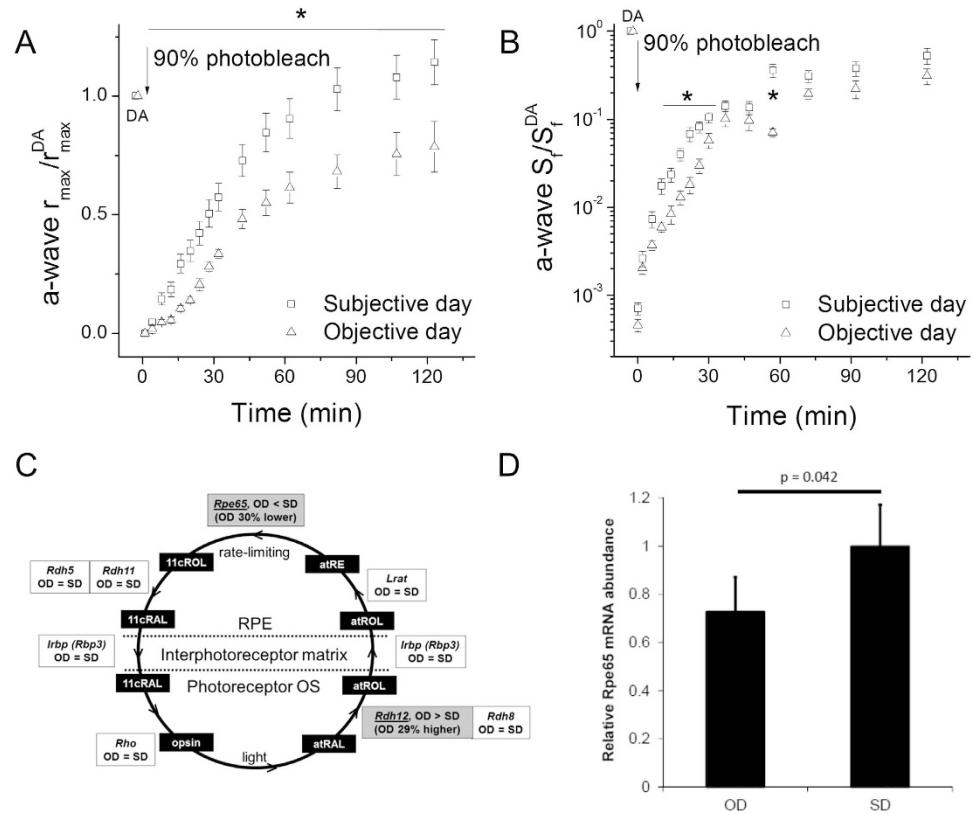 A
*
90% photobleach
DA
a-wave r_max/r^DA_max
1.0
0.5
0.0
Subjective day
Objective day
0 30 60 90 120
Time (min)
B
DA
90% photobleach
*
*
a-wave S_f/S_f^DA
10^0
10^-1
10^-2
10^-3
Subjective day
Objective day
0 30 60 90 120
Time (min)
C
Rpe65, OD < SD
(OD 30% lower)
rate-limiting
11cROL
atRE
Rdh5
OD = SD
Rdh11
OD = SD
Lrat
OD = SD
11cRAL
RPE
atROL
Irbp (Rbp3)
OD = SD
Interphotoreceptor matrix
Irbp (Rbp3)
OD = SD
11cRAL
Photoreceptor OS
atROL
Rdh12, OD > SD
(OD 29% higher)
Rdh8
OD = SD
Rho
OD = SD
opsin
light
atRAL
D
p = 0.042
Relative Rpe65 mRNA abundance
1.2
1
0.8
0.6
0.4
0.2
0
OD
SD